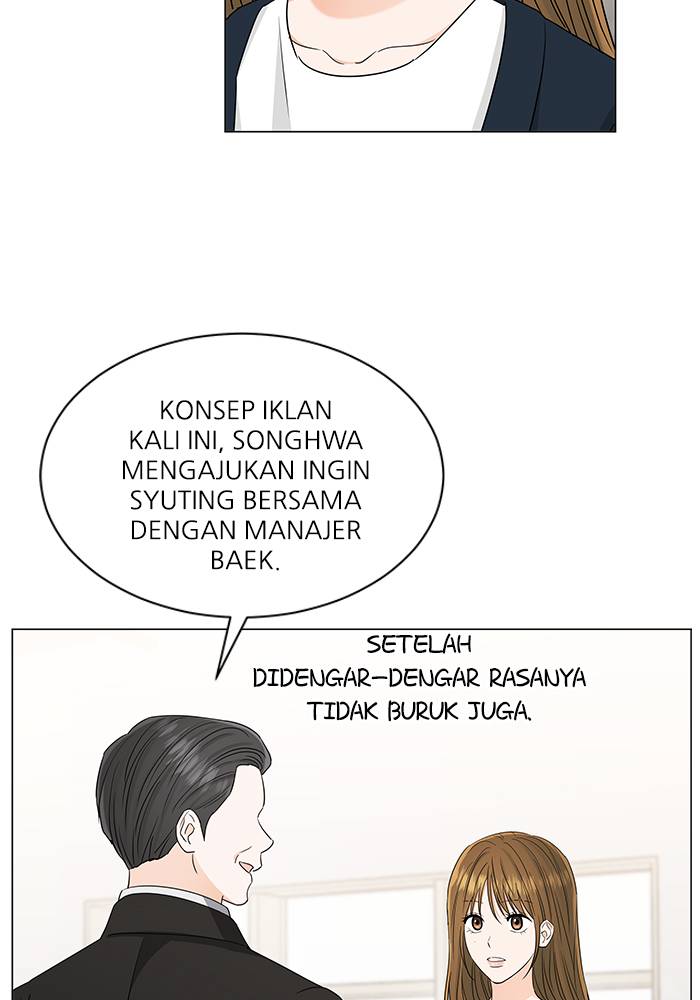 KONSEP IKLAN
KALI INI, SONGHWA
MENGAJUKAN INGIN
SYUTING BERSAMA
DENGAN MANAJER
BAEK.
SETELAH
DIDENGAR-DENGAR RASANYA
TIDAK BURUK JUGA.